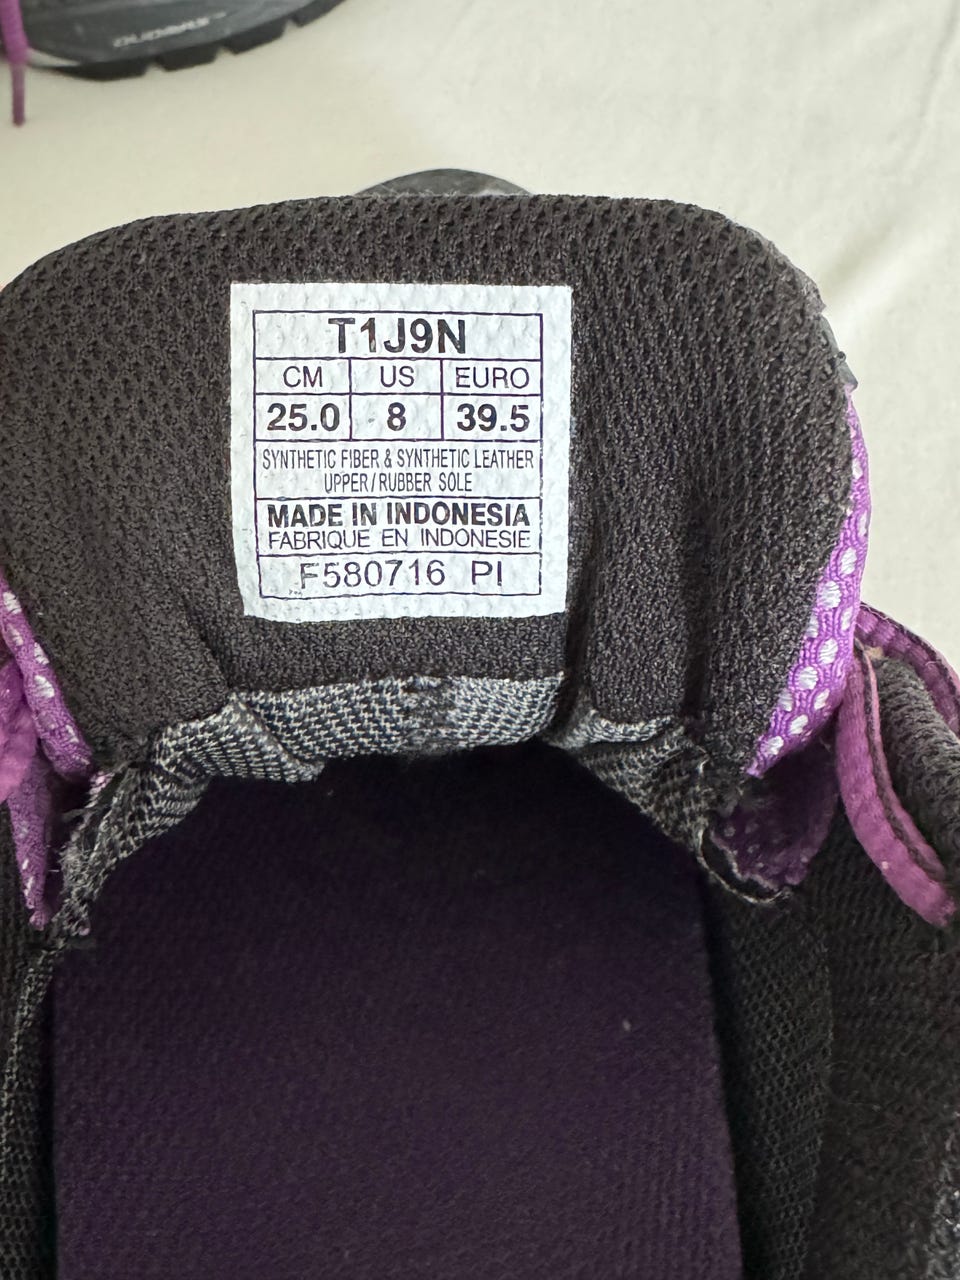 T1J9N
CM US EURO
25.0 8 39.5
SYNTHETIC FIBER & SYNTHETIC LEATHER
UPPER/RUBBER SOLE
MADE IN INDONESIA
FABRIQUE EN INDONESIE
F580716 PI